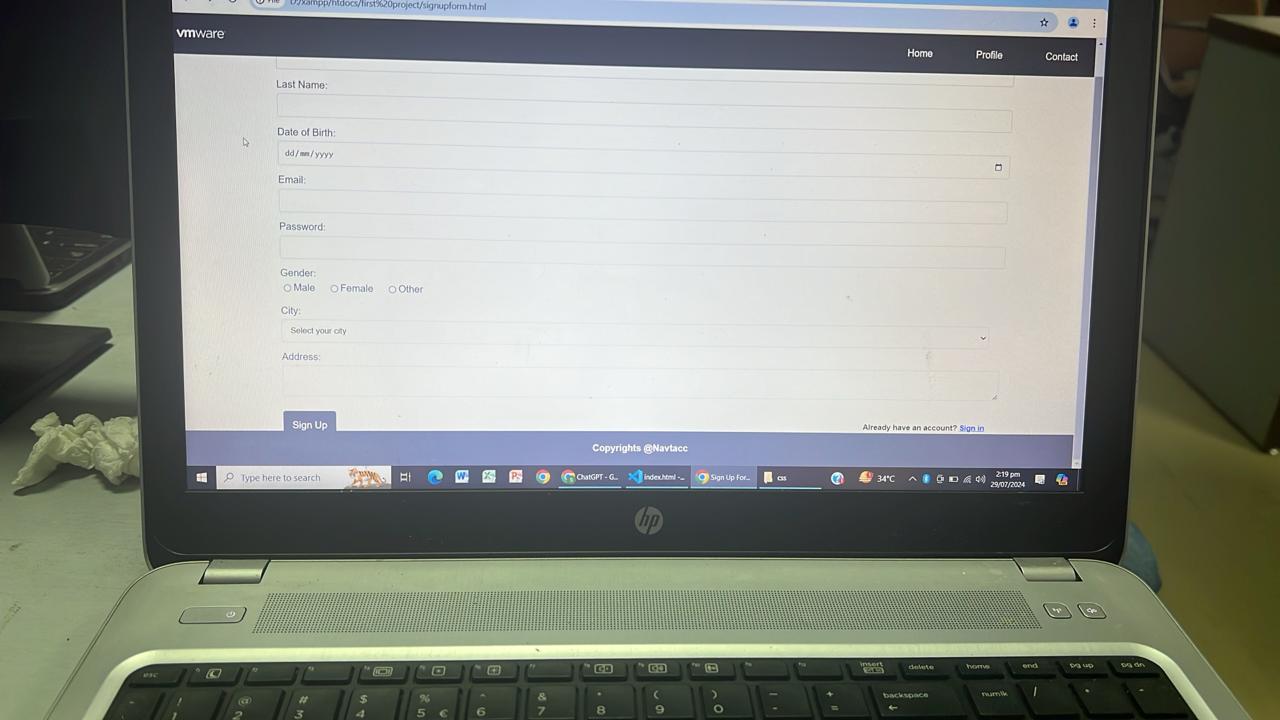 File D:/xampp/htdocs/first%20project/signupform.html
vmware
Home Profile Contact
Last Name:
Date of Birth:
dd/mm/yyyy
Email:
Password:
Gender:
Male Female Other
City:
Select your city
Address:
Sign Up
Already have an account? Sign in
Copyrights @Navtacc
Type here to search
ChatGPT - G...
index.html -...
Sign Up For...
css
34°C
2:19 pm
29/07/2024
hp
esc
insert delete home end pg up pg dn
! @ # $ % ^ & * ( ) — + backspace numlk / * -
2 3 4 5 € 6 7 8 9 0 - = ←